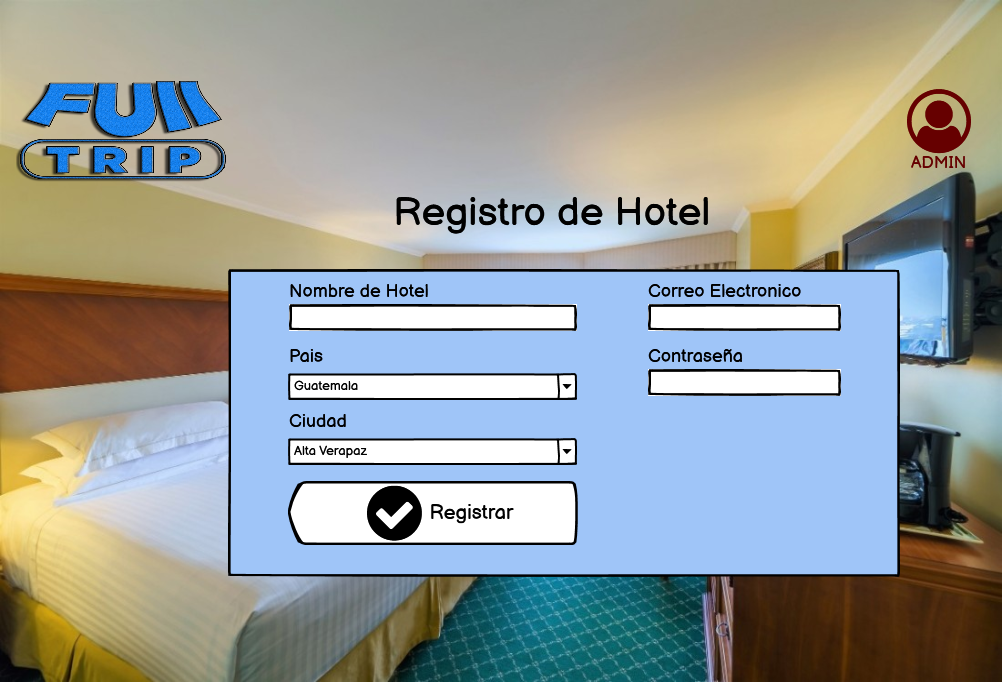 FUll
TRIP
ADMIN
Registro de Hotel
Nombre de Hotel
Correo Electronico
Pais
Guatemala
Contraseña
Ciudad
Alta Verapaz
Registrar